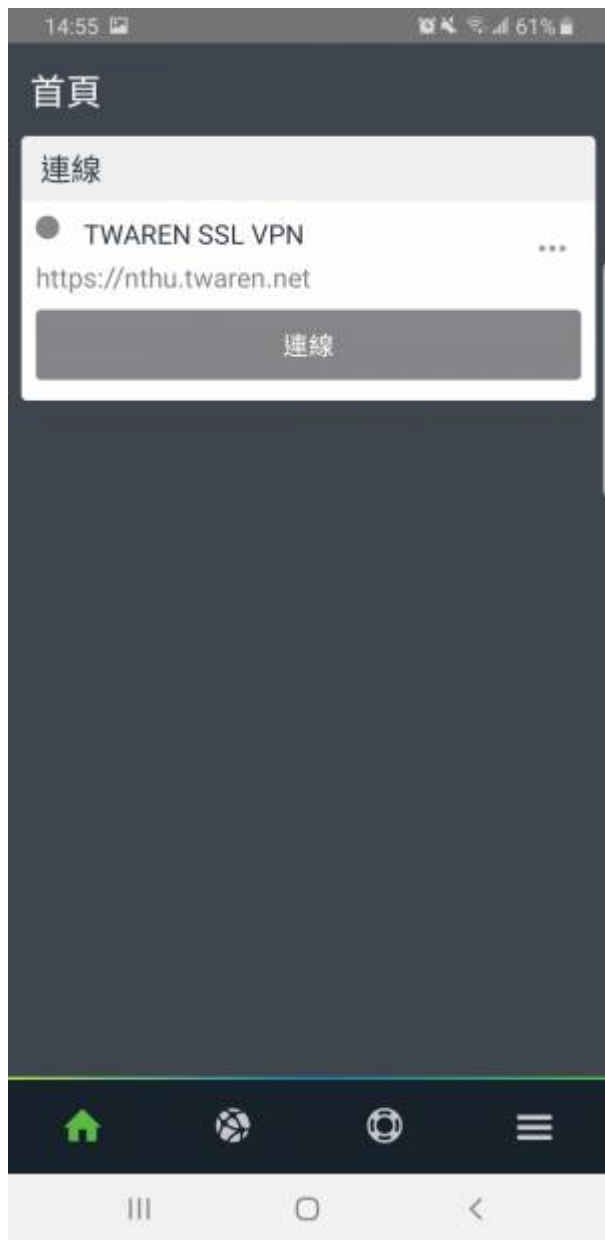 14:55
61%
首頁
連線
TWAREN SSL VPN
https://nthu.twaren.net
連線